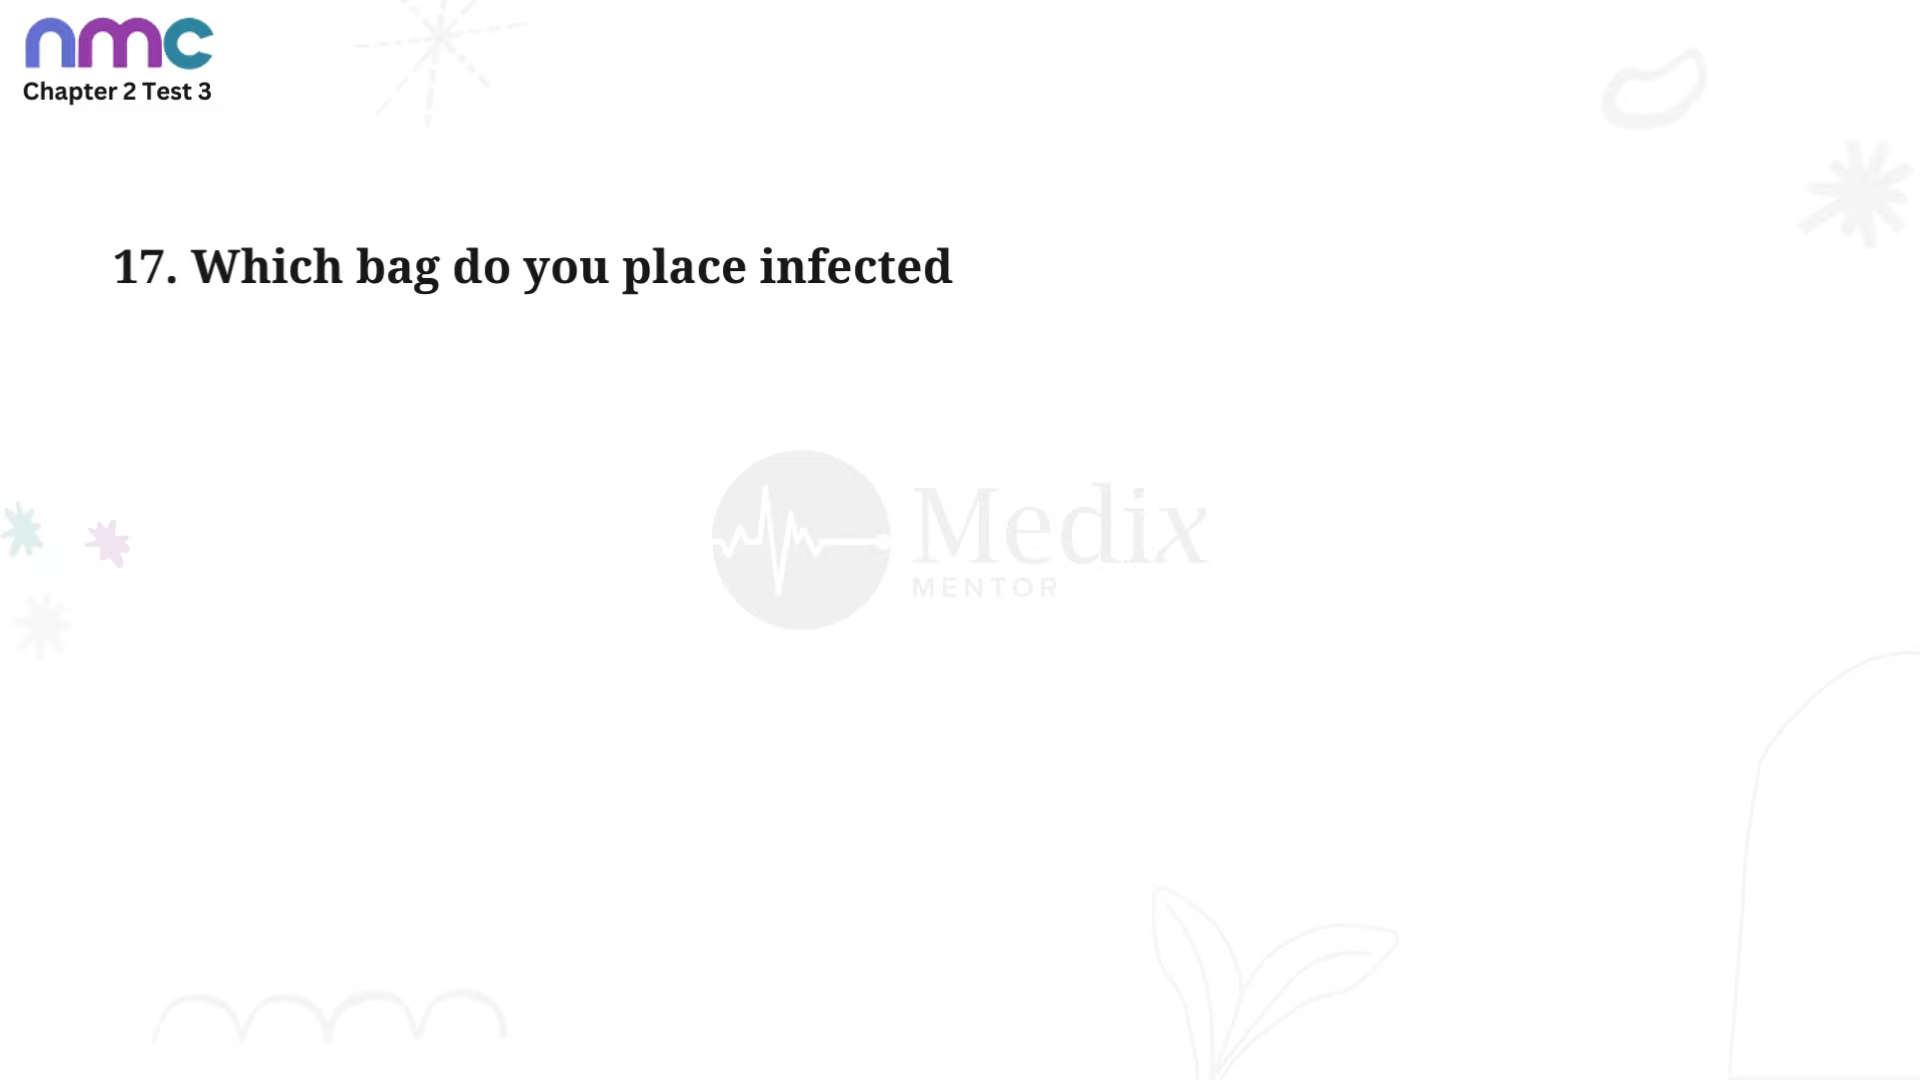 nmc
Chapter 2 Test 3
17. Which bag do you place infected
Medix
MENTOR